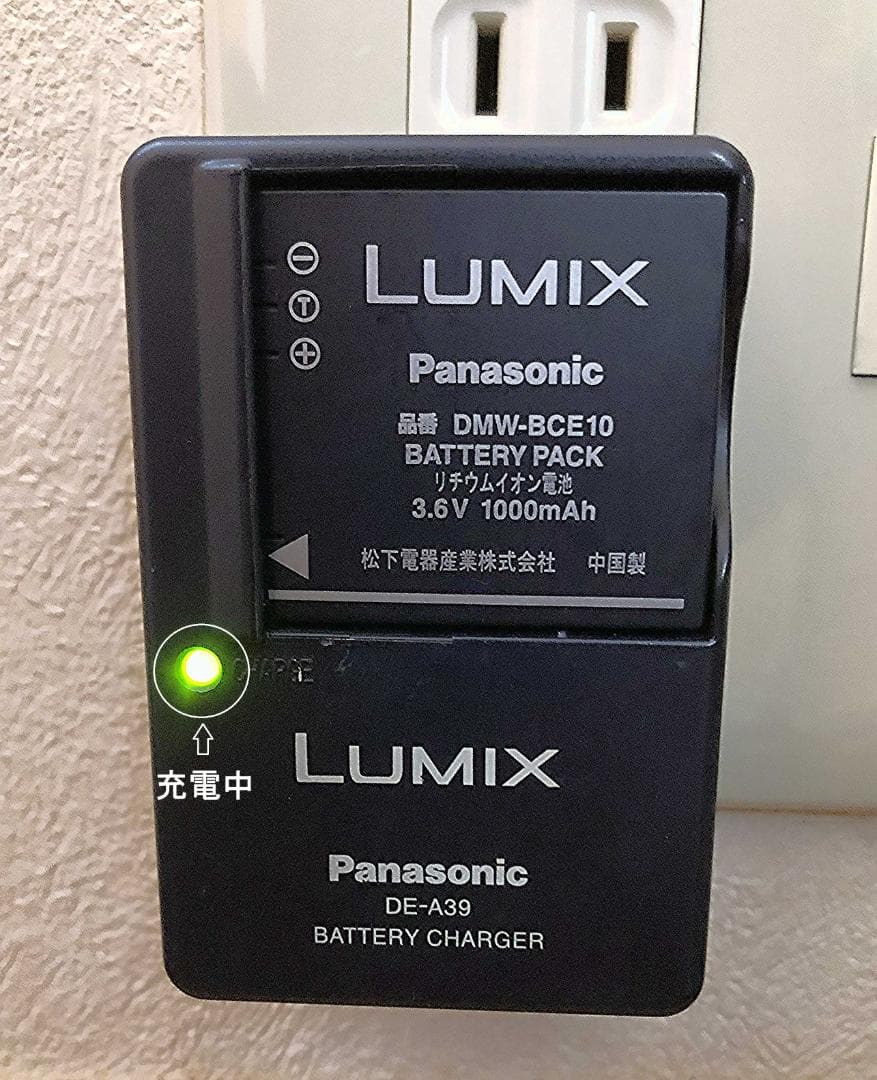 LUMIX
Panasonic
品番 DMW-BCE10
BATTERY PACK
リチウムイオン電池
3.6V 1000mAh
松下電器産業株式会社 中国製
T
CHARGE
充電中
LUMIX
Panasonic
DE-A39
BATTERY CHARGER